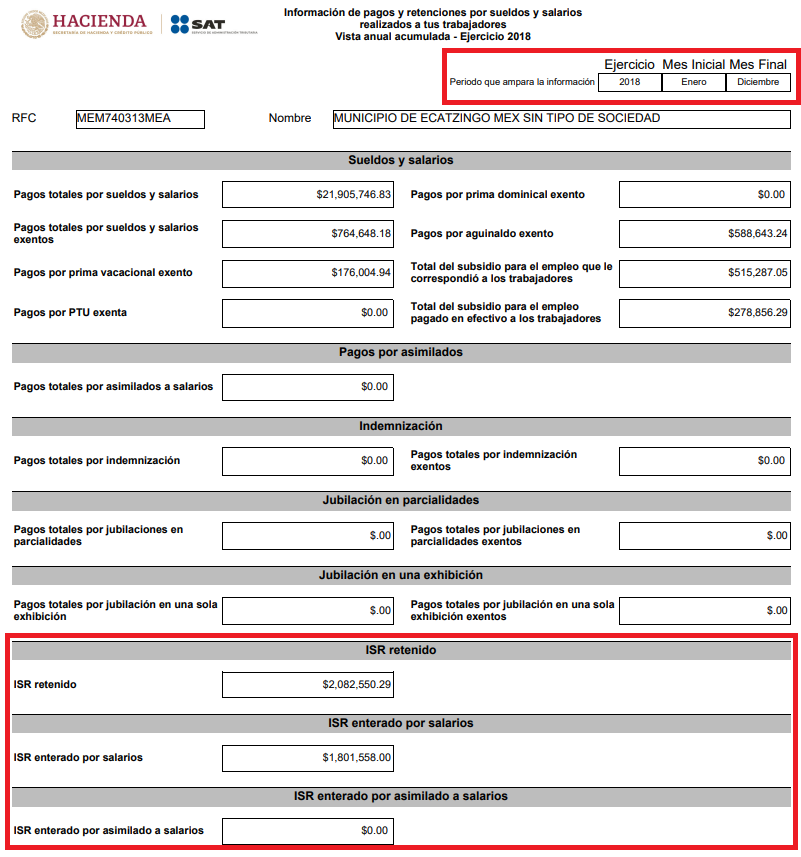 HACIENDA
SECRETARÍA DE HACIENDA Y CRÉDITO PÚBLICO
SAT
SERVICIO DE ADMINISTRACIÓN TRIBUTARIA
Información de pagos y retenciones por sueldos y salarios
realizados a tus trabajadores
Vista anual acumulada - Ejercicio 2018
Ejercicio Mes Inicial Mes Final
Periodo que ampara la información 2018 Enero Diciembre
RFC MEM740313MEA Nombre MUNICIPIO DE ECATZINGO MEX SIN TIPO DE SOCIEDAD
Sueldos y salarios
Pagos totales por sueldos y salarios $21,905,746.83 Pagos por prima dominical exento $0.00
Pagos totales por sueldos y salarios
exentos $764,648.18 Pagos por aguinaldo exento $588,643.24
Pagos por prima vacacional exento $176,004.94 Total del subsidio para el empleo que le
correspondió a los trabajadores $515,287.05
Pagos por PTU exenta $0.00 Total del subsidio para el empleo
pagado en efectivo a los trabajadores $278,856.29
Pagos por asimilados
Pagos totales por asimilados a salarios $0.00
Indemnización
Pagos totales por indemnización $0.00 Pagos totales por indemnización
exentos $0.00
Jubilación en parcialidades
Pagos totales por jubilaciones en
parcialidades $.00 Pagos totales por jubilaciones en
parcialidades exentos $.00
Jubilación en una exhibición
Pagos totales por jubilación en una sola
exhibición $.00 Pagos totales por jubilación en una sola
exhibición exentos $.00
ISR retenido
ISR retenido $2,082,550.29
ISR enterado por salarios
ISR enterado por salarios $1,801,558.00
ISR enterado por asimilado a salarios
ISR enterado por asimilado a salarios $0.00